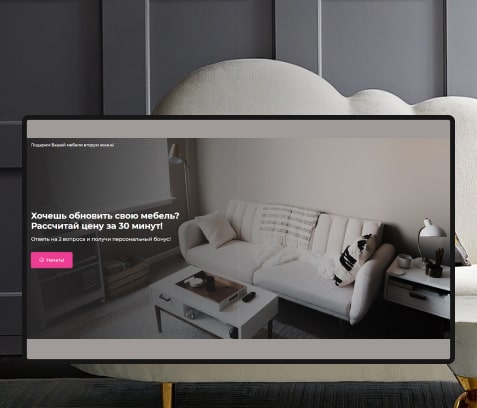 Подарим Вашей мебели вторую жизнь!
Хочешь обновить свою мебель?
Рассчитай цену за 30 минут!
Ответь на 2 вопроса и получи персональный бонус!
Начать!